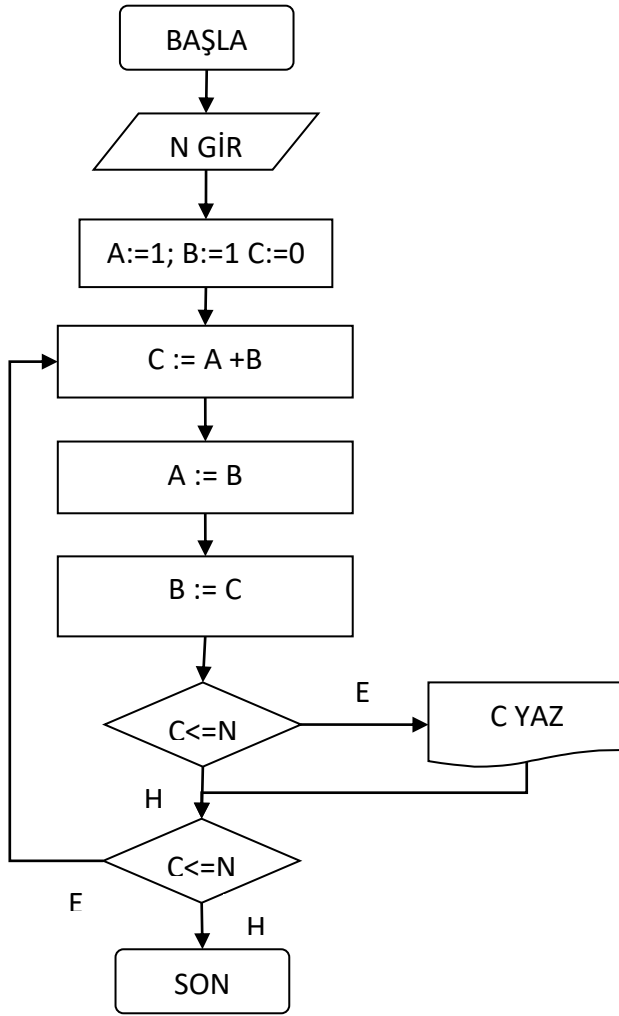 BAŞLA
N GİR
A:=1; B:=1 C:=0
C := A +B
A := B
B := C
E
C<=N
C YAZ
H
C<=N
E
H
SON